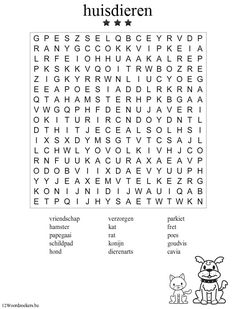 huisdieren
G P E S Z S E L Q B C E Y R V D P
R A N Y G C C O K K V I P K E I A
L R F E I O H H U A A K A L R E P
P K S K K V Q O I T R W B O Z R E
Z I G K Y R R W N L I U C Y O E G
E E A P O E S I A D D L R K R N A
Q T A H A M S T E R H P K B G A A
V W G Q P H F D E N U J A V E R I
O K I T U R I R C N D O Y D N T L
D T H I T J E C E A L S O L H S I
I X S X D Y M S G T V T C S A J L
L C H W L Y O V O L K I T W V H J
R N F U U K A C U R A X A E A V P
O D O B V I I X D A E V Y U U P H
Y Y J E A X E M V T E L K E Z R G
K O N I J N I D I J W A U I Q A B
E T P Q I J H Y S A E T W E T K E
vriendschap verzorgen parkiet
hamster kat fret
papegaai rat poes
schildpad konijn goudvis
hond dierenarts cavia